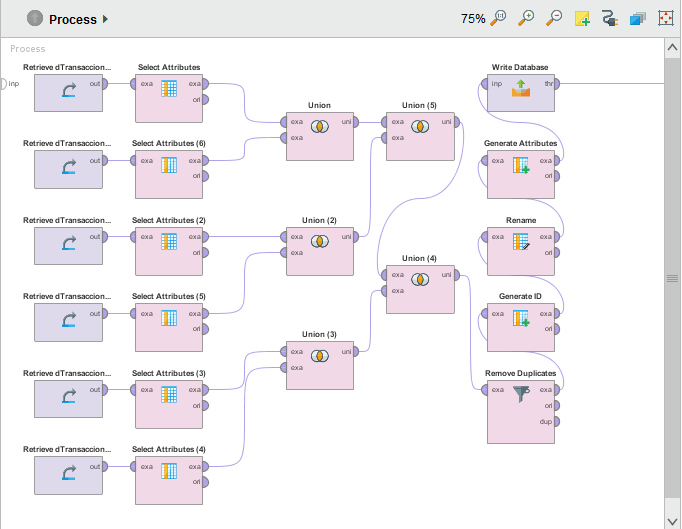 Process
75%
Process
inp
Retrieve dTransaccion...
out
Select Attributes
exa
exa
ori
Union
exa
exa
uni
Union (5)
exa
exa
uni
Write Database
inp
thr
Retrieve dTransaccion...
out
Select Attributes (6)
exa
exa
ori
Generate Attributes
exa
exa
ori
Retrieve dTransaccion...
out
Select Attributes (2)
exa
exa
ori
Union (2)
exa
exa
uni
Rename
exa
exa
ori
Union (4)
exa
exa
uni
Retrieve dTransaccion...
out
Select Attributes (5)
exa
exa
ori
Generate ID
exa
exa
ori
Union (3)
exa
exa
uni
Retrieve dTransaccion...
out
Select Attributes (3)
exa
exa
ori
Remove Duplicates
exa
exa
ori
dup
Retrieve dTransaccion...
out
Select Attributes (4)
exa
exa
ori